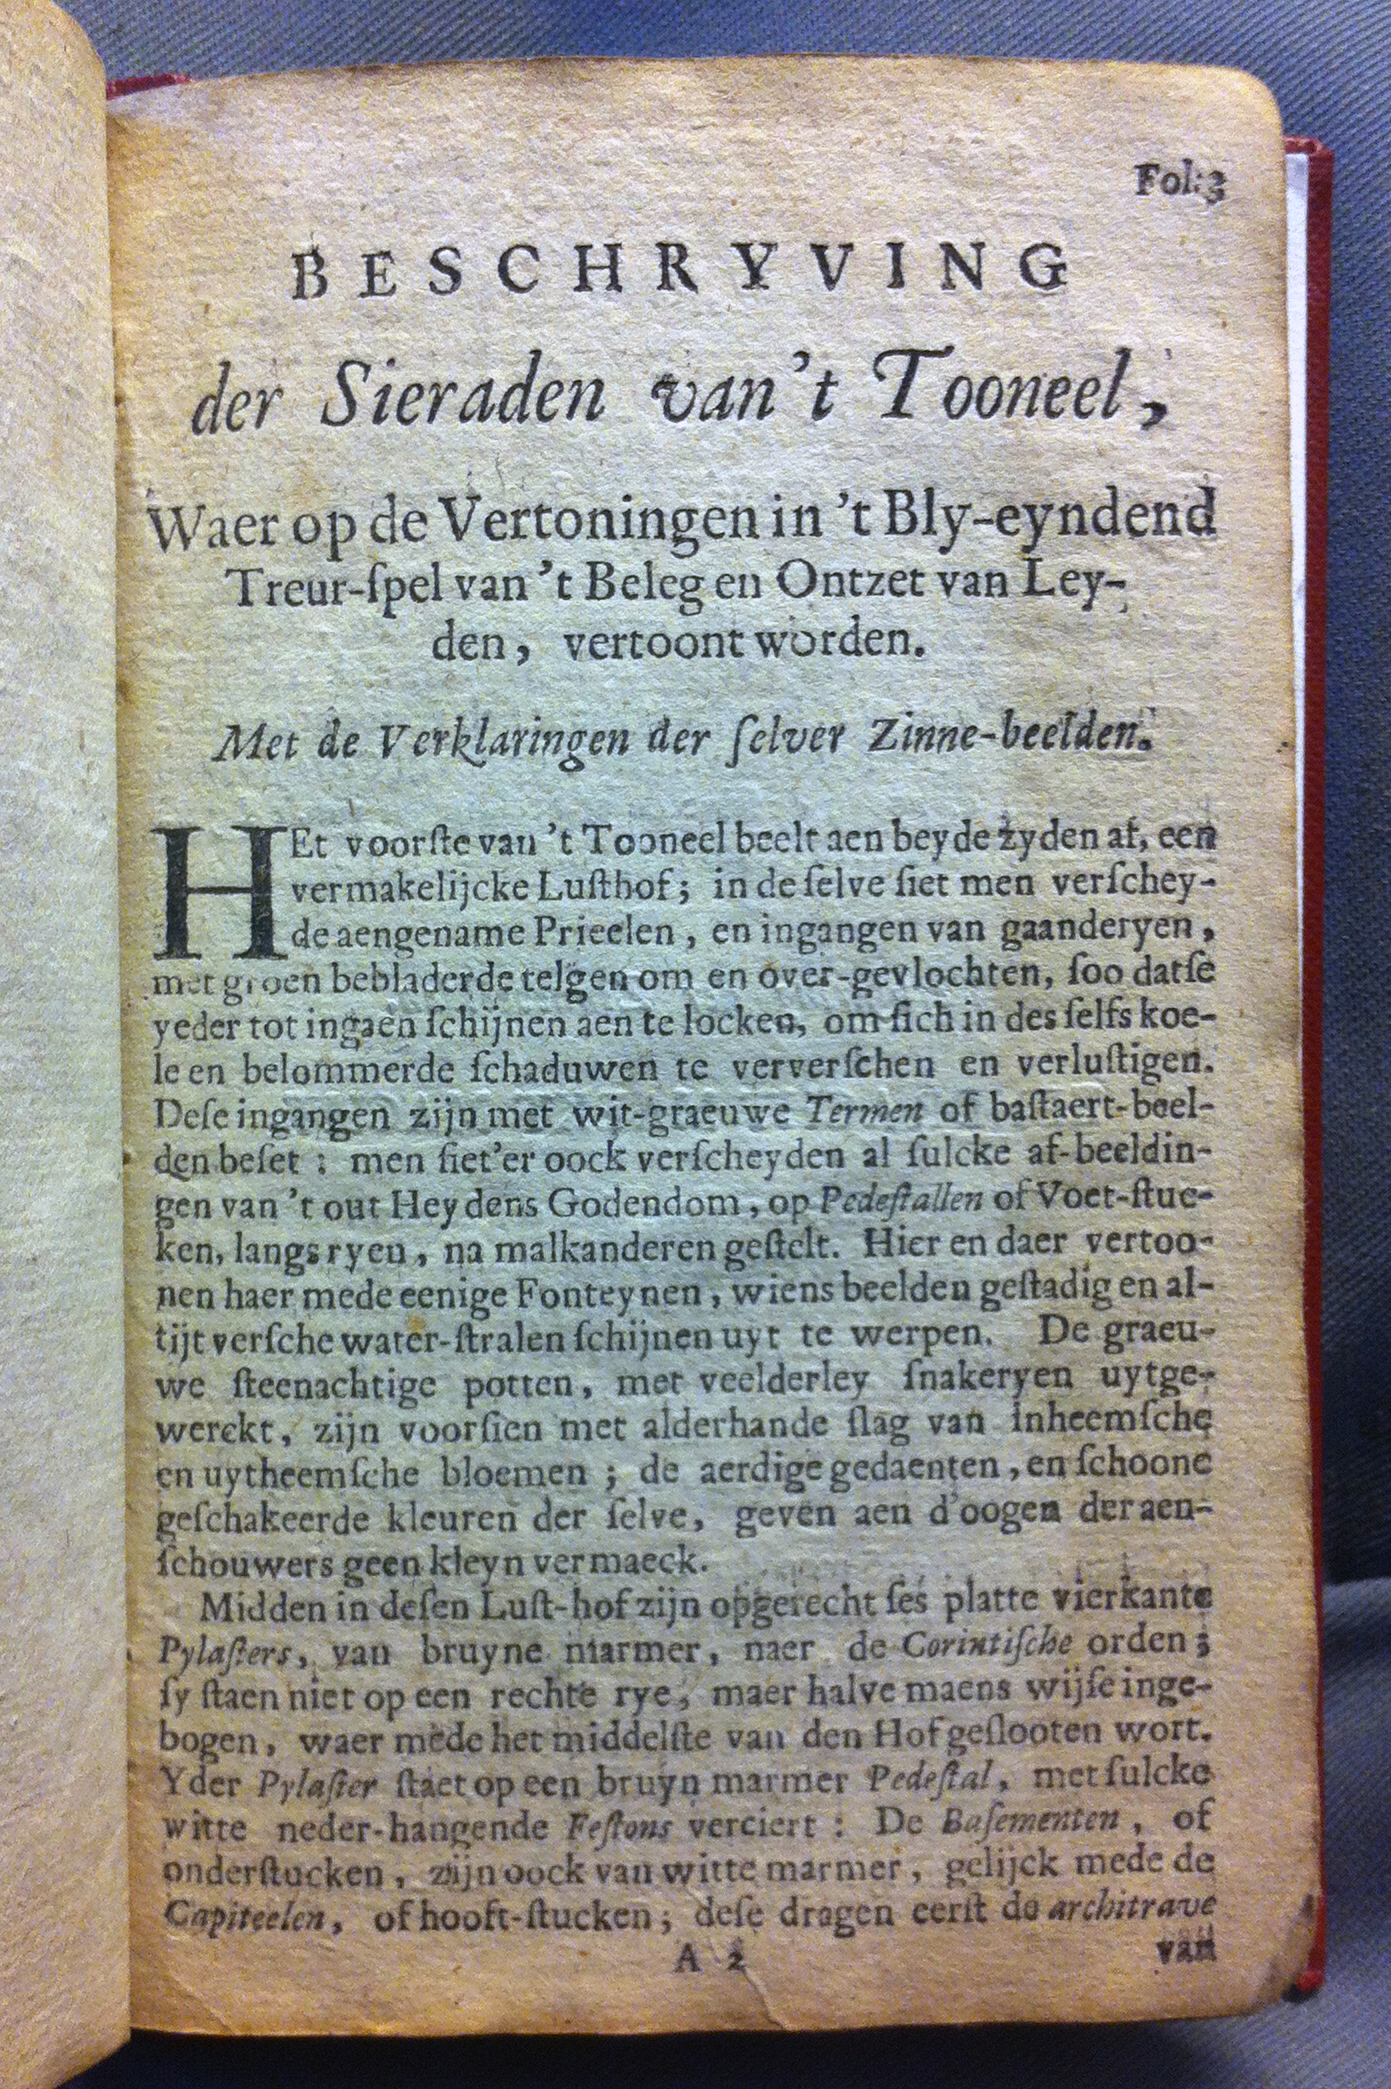 Fol:3
BESCHRYVING
der Sieraden van't Tooneel,
Waer op de Vertoningen in 't Bly-eyndend
Treur-ſpel van 't Beleg en Ontzet van Ley-
den, vertoont worden.
Met de Verklaringen der ſelver Zinne-beelden.
HEt voorſte van 't Tooneel beelt aen beyde zyden af, een
vermakelijcke Luſthof; in de ſelve ſiet men verſchey-
de aengename Prieelen, en ingangen van gaanderyen,
met groen bebladerde telgen om en over-gevlochten, ſoo datſe
yeder tot ingaen ſchijnen aen te locken, om ſich in des ſelfs koe-
le en belommerde ſchaduwen te ververſchen en verluſtigen.
Deſe ingangen zijn met wit-graeuwe Termen of baſtaert-beel-
den beſet: men ſiet'er oock verſcheyden al ſulcke af-beeldin-
gen van 't out Heydens Godendom, op Pedeſtallen of Voet-ſtuc-
ken, langs ryen, na malkanderen geſtelt. Hier en daer vertoo-
nen haer mede eenige Fonteynen, wiens beelden geſtadig en al-
tijt verſche water-ſtralen ſchijnen uyt te werpen. De graeu-
we ſteenachtige potten, met veelderley ſnakeryen uytge-
werckt, zijn voorſien met alderhande ſlag van inheemſche
en uytheemſche bloemen; de aerdige gedaenten, en ſchoone
geſchakeerde kleuren der ſelve, geven aen d'oogen der aen-
ſchouwers geen kleyn vermaeck.
Midden in deſen Luſt-hof zijn opgerecht ſes platte vierkante
Pylaſters, van bruyne marmer, naer de Corintiſche orden;
ſy ſtaen niet op een rechte rye, maer halve maens wijſe inge-
bogen, waer mede het middelſte van den Hof geſlooten wort.
Yder Pylaſter ſtaet op een bruyn marmer Pedeſtal, met ſulcke
witte neder-hangende Feſtons verciert: De Baſementen, of
onderſtucken, zijn oock van witte marmer, gelijck mede de
Capiteelen, of hooft-ſtucken; deſe dragen eerſt de architrave
A 2
van